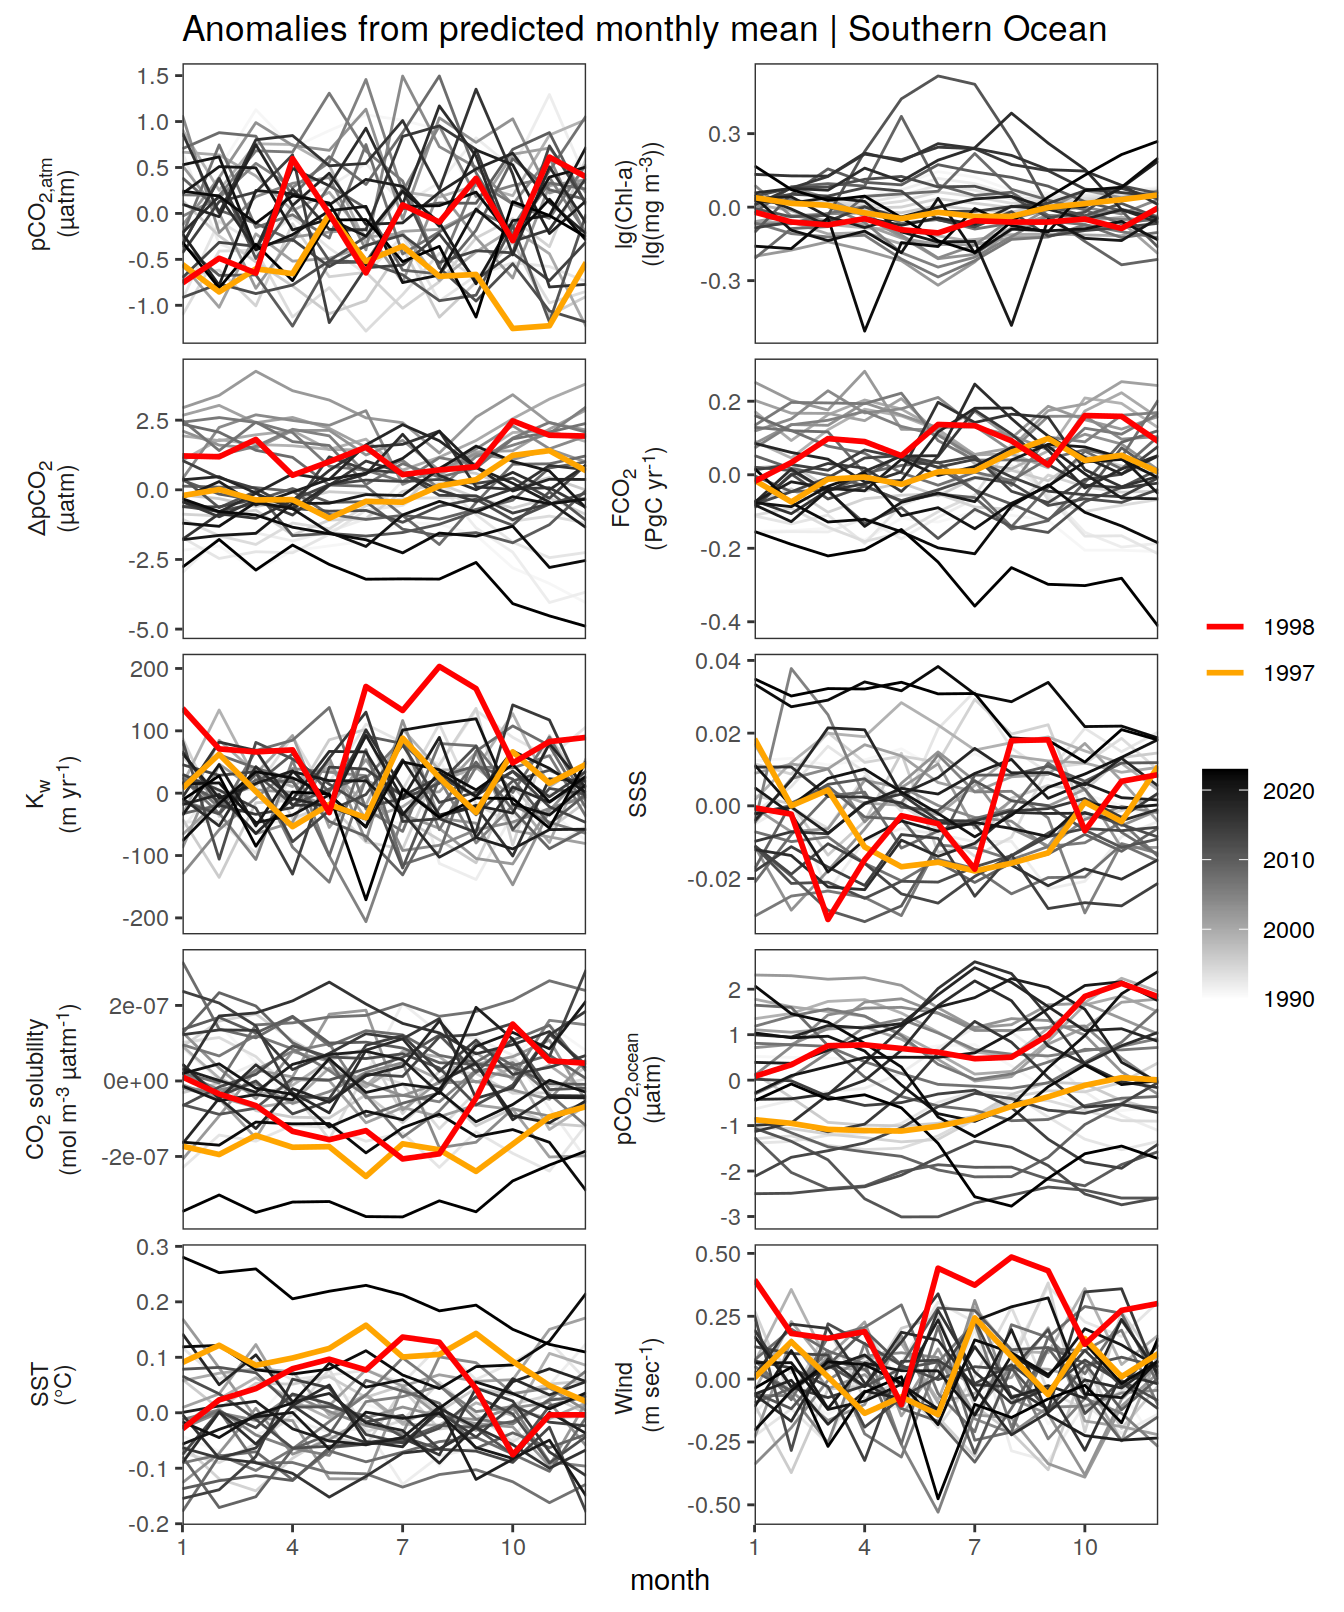 Anomalies from predicted monthly mean | Southern Ocean
pCO2,atm
(µatm)
1.5
1.0
0.5
0.0
-0.5
-1.0
lg(Chl-a)
(lg(mg m-3))
0.3
0.0
-0.3
ΔpCO2
(µatm)
2.5
0.0
-2.5
-5.0
FCO2
(PgC yr-1)
0.2
0.0
-0.2
-0.4
Kw
(m yr-1)
200
100
0
-100
-200
SSS
0.04
0.02
0.00
-0.02
CO2 solubility
(mol m-3 µatm-1)
2e-07
0e+00
-2e-07
pCO2,ocean
(µatm)
2
1
0
-1
-2
-3
SST
(°C)
0.3
0.2
0.1
0.0
-0.1
-0.2
Wind
(m sec-1)
0.50
0.25
0.00
-0.25
-0.50
1 4 7 10
1 4 7 10
month
1998
1997
2020
2010
2000
1990